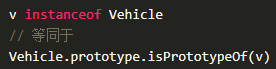 v instanceof Vehicle
// 等同于
Vehicle.prototype.isPrototypeOf(v)